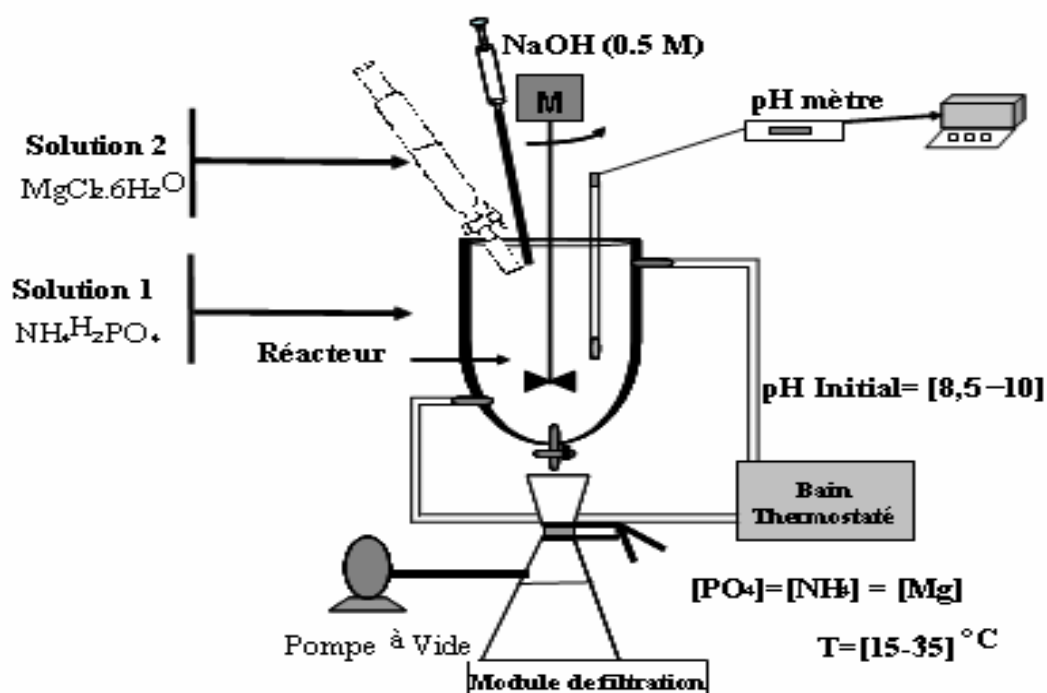 NaOH (0.5 M)
M
pH mètre
Solution 2
MgCl₂.6H₂O
Solution 1
NH₄H₂PO₄
Réacteur
pH Initial= [8,5–10]
Bain
Thermostaté
[PO₄]=[NH₄] = [Mg]
T=[15-35] °C
Pompe à Vide
Module de filtration